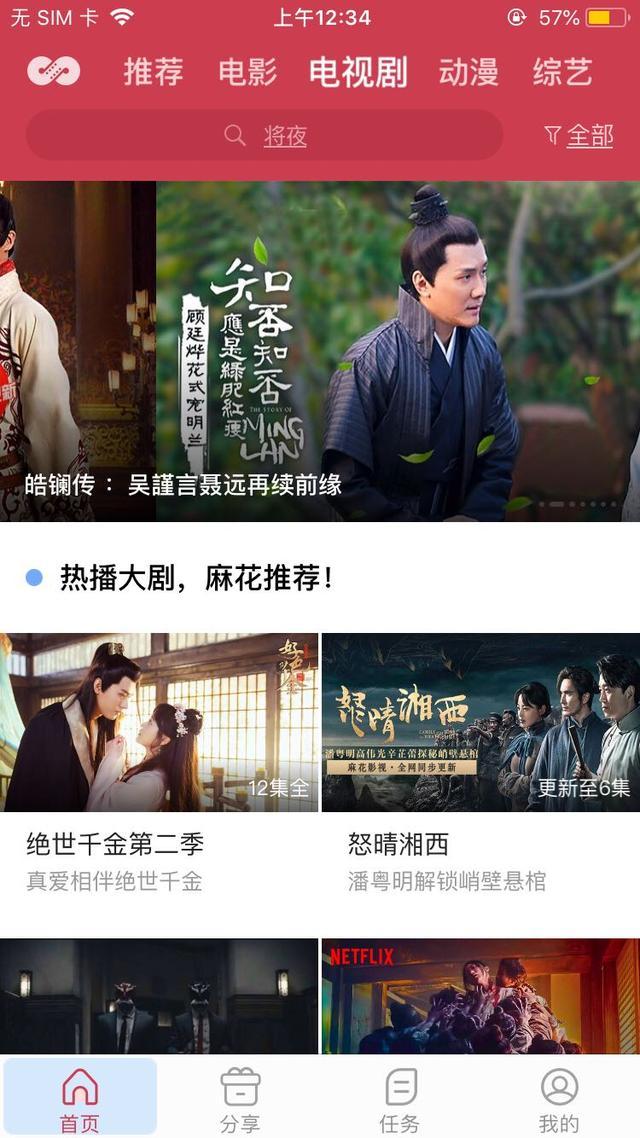 无 SIM 卡
上午12:34
57%
推荐
电影
电视剧
动漫
综艺
将夜
全部
知否知否
應是綠肥紅瘦
顾廷烨花式宠明兰
THE STORY OF
MING
LAN
皓镧传 ：吴謹言聂远再续前缘
热播大剧，麻花推荐！
12集全
怒晴湘西
潘粤明高伟光辛芷蕾探秘峭壁悬棺
麻花影视·全网同步更新
更新至6集
绝世千金第二季
怒晴湘西
真爱相伴绝世千金
潘粤明解锁峭壁悬棺
NETFLIX
首页
分享
任务
我的